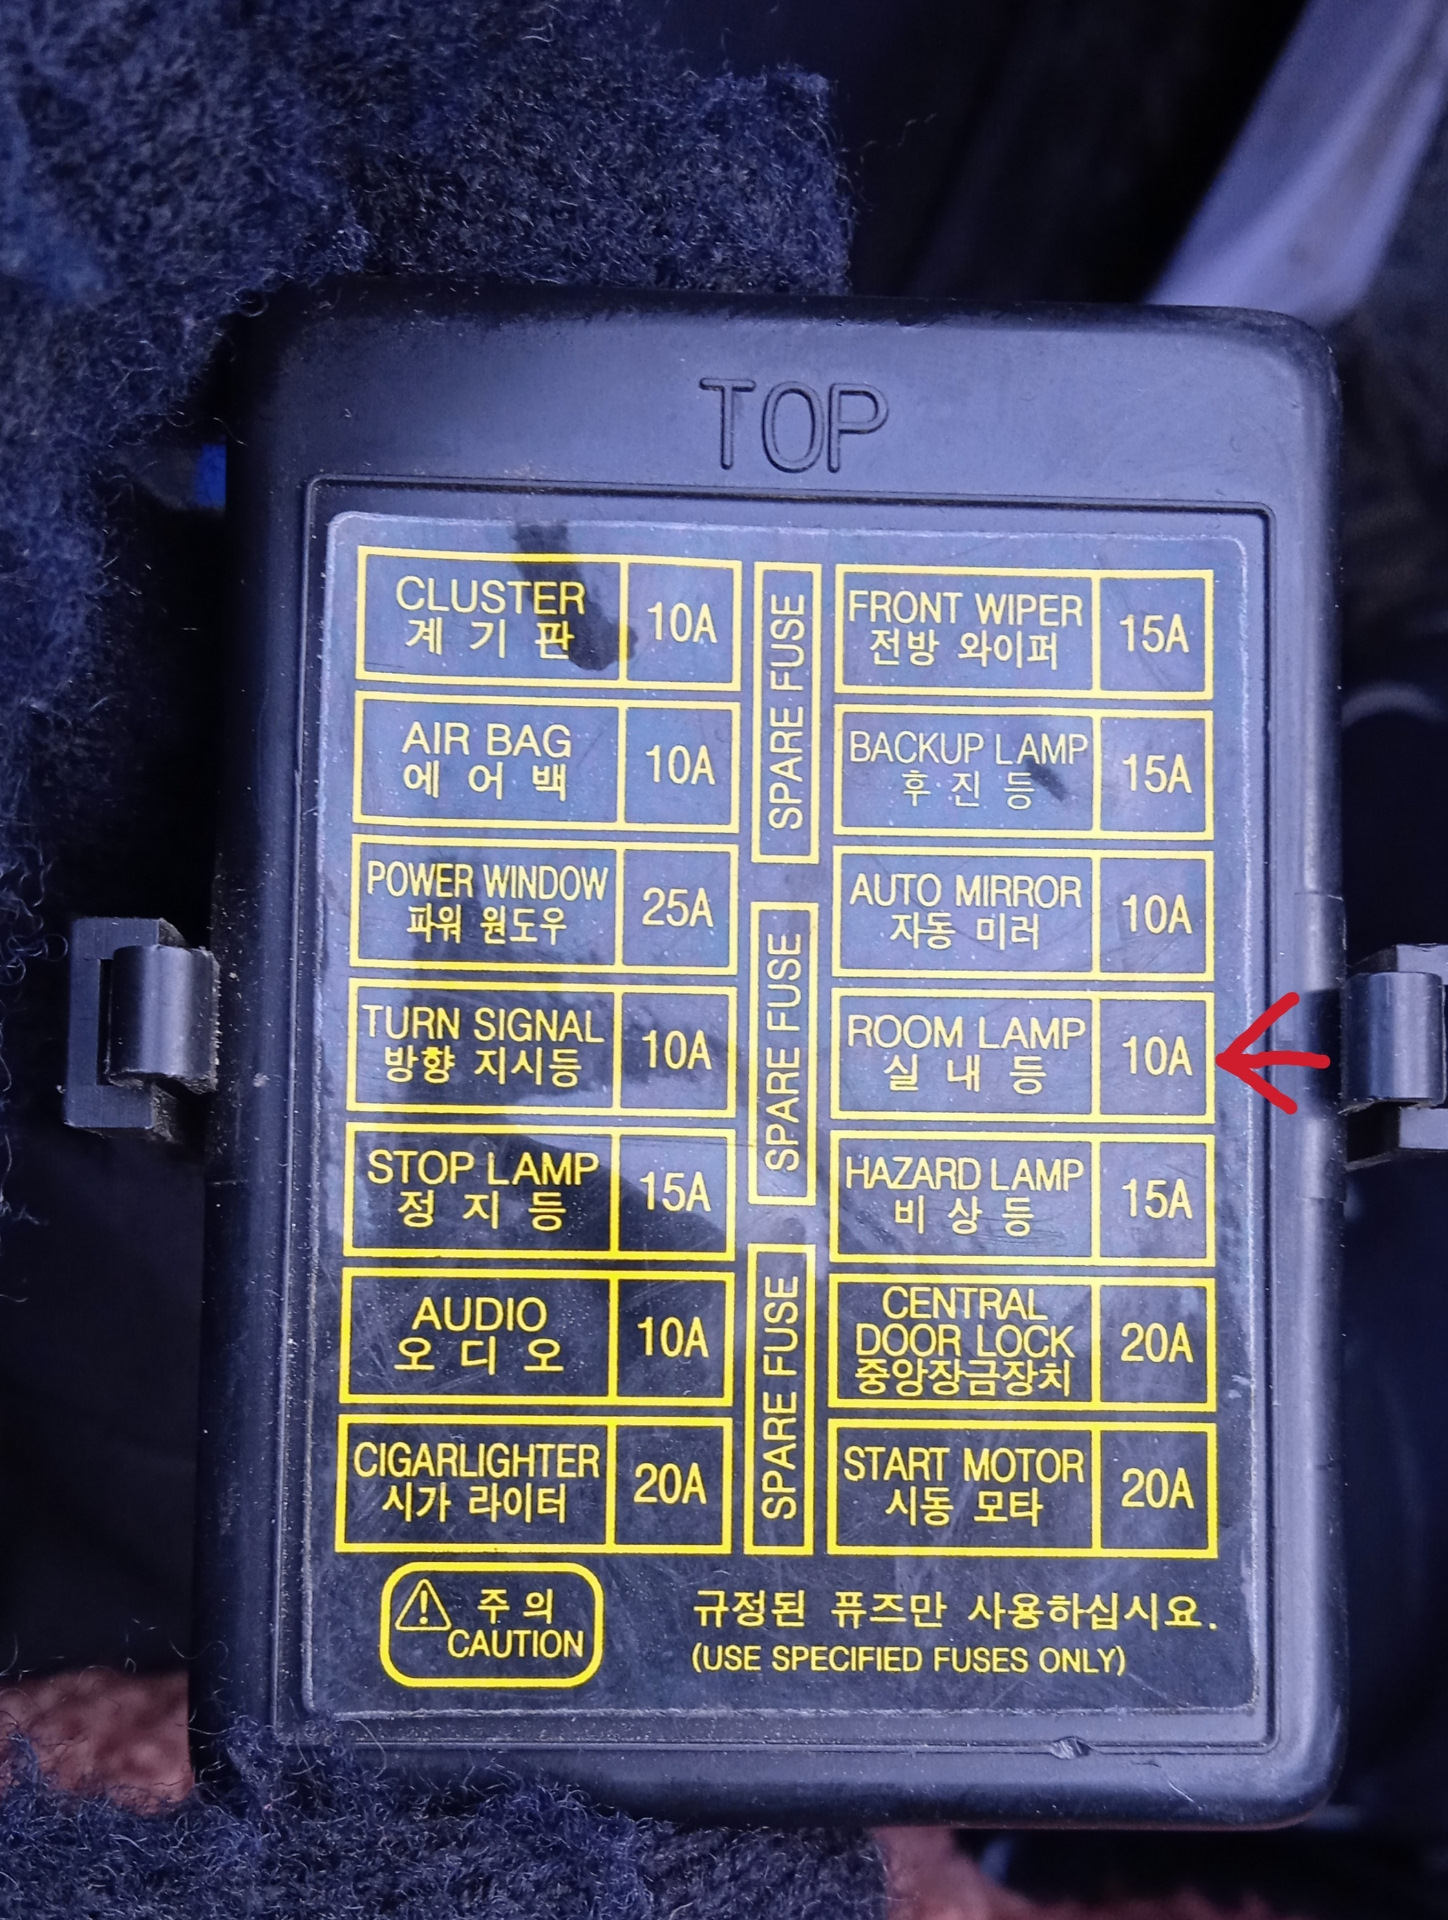 TOP
CLUSTER
계 기 판
10A
AIR BAG
에 어 백
10A
POWER WINDOW
파워 윈도우
25A
TURN SIGNAL
방향 지시등
10A
STOP LAMP
정 지 등
15A
AUDIO
오 디 오
10A
CIGARLIGHTER
시가 라이터
20A
SPARE FUSE
SPARE FUSE
SPARE FUSE
FRONT WIPER
전방 와이퍼
15A
BACKUP LAMP
후 진 등
15A
AUTO MIRROR
자동 미러
10A
ROOM LAMP
실 내 등
10A
HAZARD LAMP
비 상 등
15A
CENTRAL
DOOR LOCK
중앙장금장치
20A
START MOTOR
시동 모타
20A
주 의
CAUTION
규정된 퓨즈만 사용하십시요.
(USE SPECIFIED FUSES ONLY)